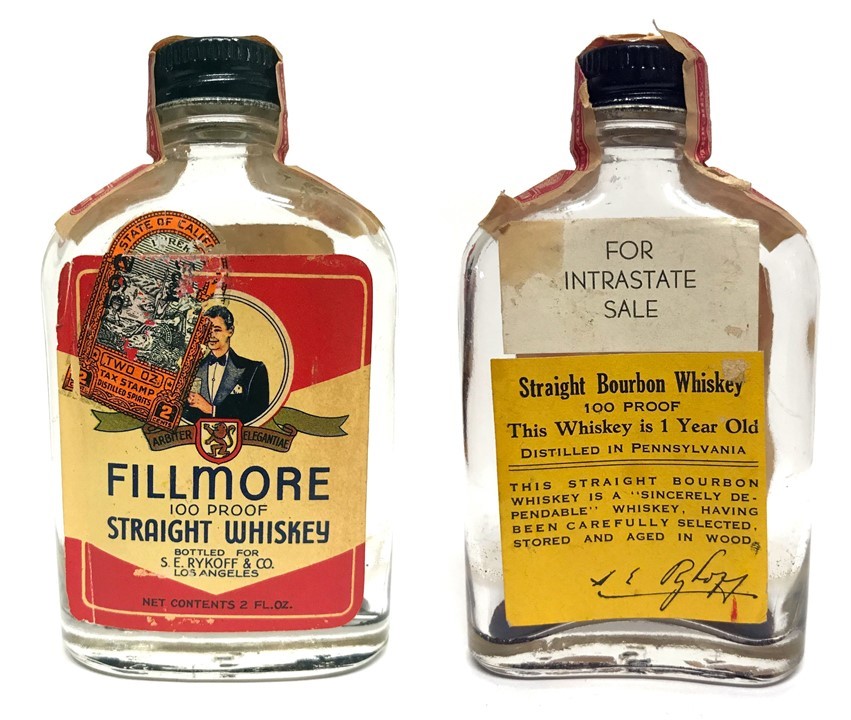 STATE OF CALIF
TWO OZ.
TAX STAMP
DISTILLED SPIRITS
2 2
CENTS
ARBITER ELEGANTIAE
FILLMORE
100 PROOF
STRAIGHT WHISKEY
BOTTLED FOR
S. E. RYKOFF & CO.
LOS ANGELES
NET CONTENTS 2 FL. OZ.
FOR
INTRASTATE
SALE
Straight Bourbon Whiskey
100 PROOF
This Whiskey is 1 Year Old
DISTILLED IN PENNSYLVANIA
THIS STRAIGHT BOURBON
WHISKEY IS A "SINCERELY DE-
PENDABLE" WHISKEY, HAVING
BEEN CAREFULLY SELECTED,
STORED AND AGED IN WOOD.
S E Rykoff